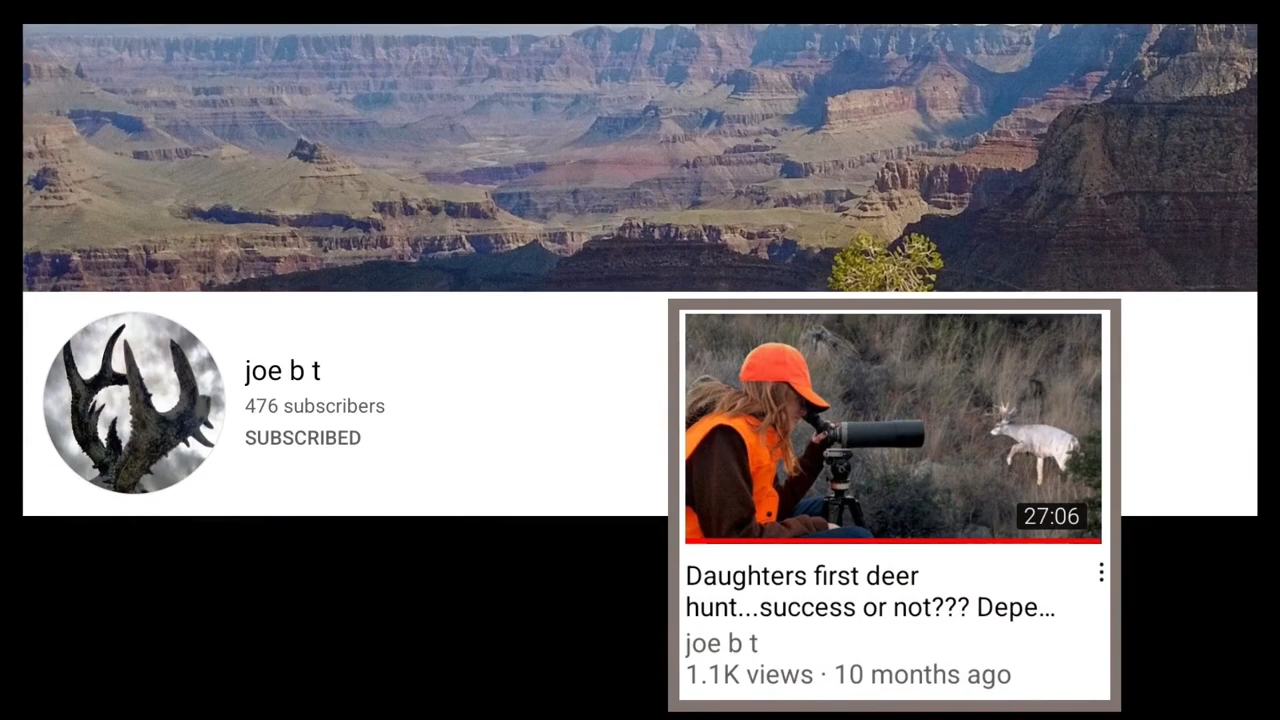 joe b t
476 subscribers
SUBSCRIBED
27:06
Daughters first deer
hunt...success or not??? Depe...
joe b t
1.1K views · 10 months ago